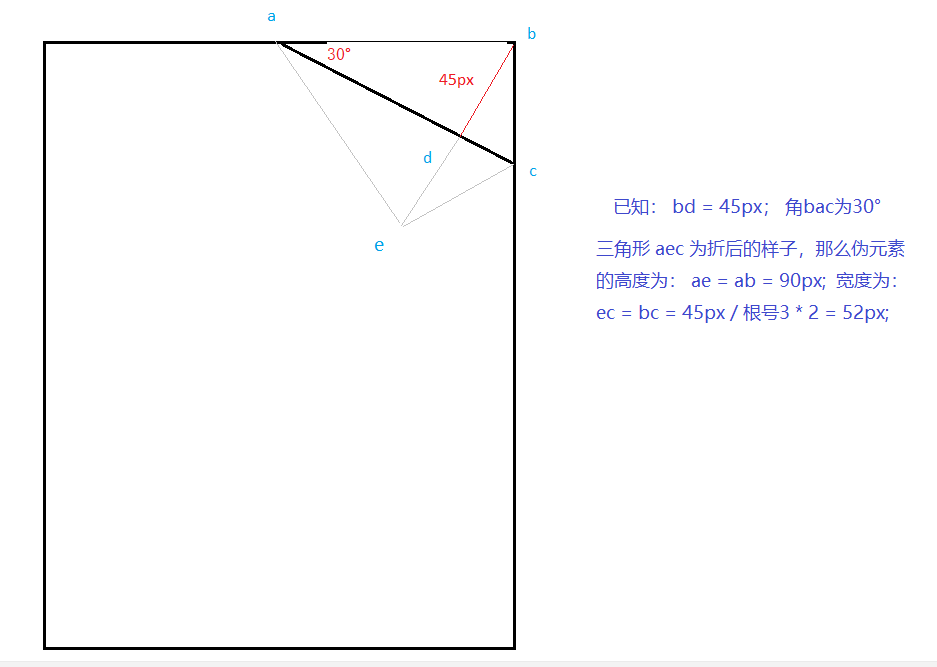 a
b
30°
45px
d
c
e
已知： bd = 45px； 角bac为30°
三角形 aec 为折后的样子，那么伪元素
的高度为： ae = ab = 90px; 宽度为：
ec = bc = 45px / 根号3 * 2 = 52px;